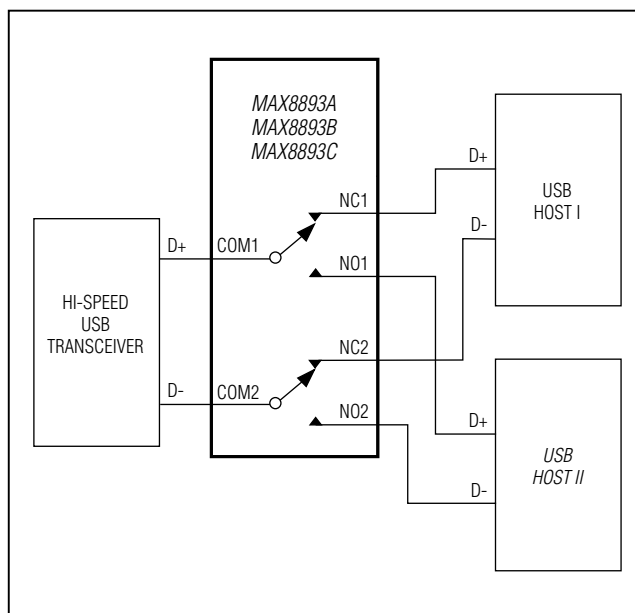 MAX8893A
MAX8893B
MAX8893C
HI-SPEED
USB
TRANSCEIVER
D+
D-
COM1
COM2
NC1
NO1
NC2
NO2
D+
D-
USB
HOST I
D+
D-
USB
HOST II